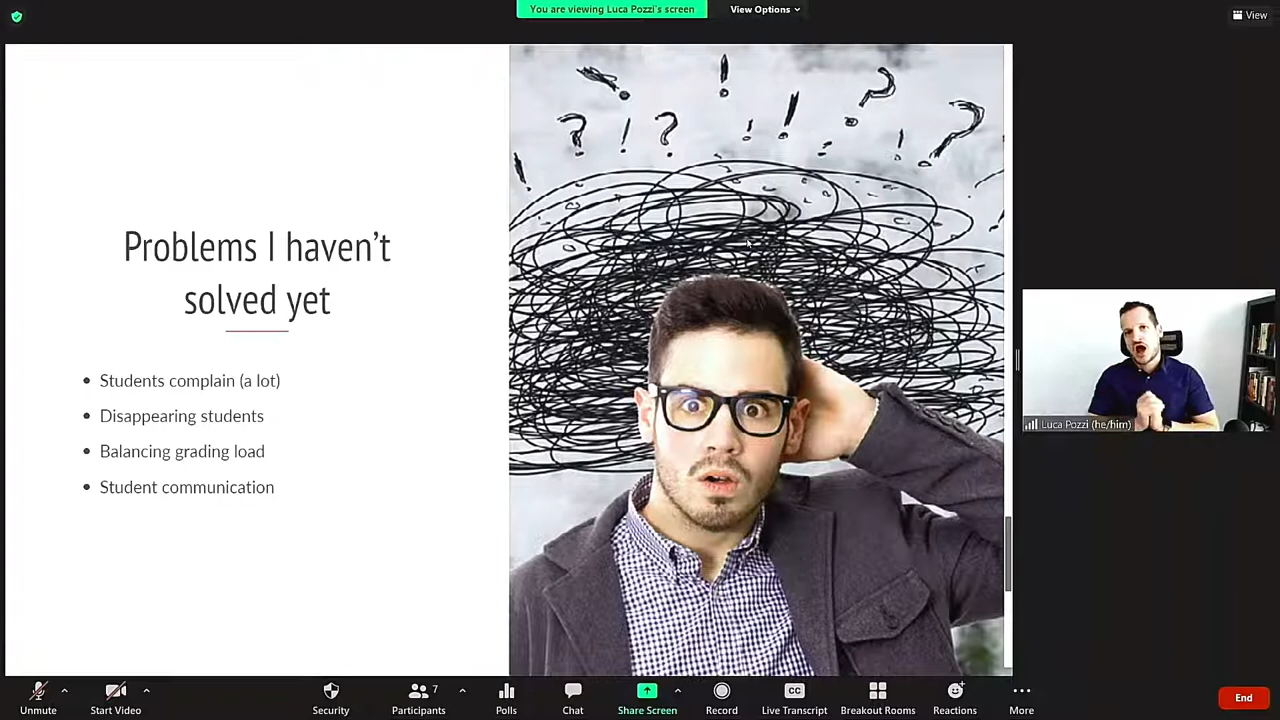 You are viewing Luca Pozzi's screen
View Options
View
? ! ? ! ! ! ? ! ?
Problems I haven't
solved yet
• Students complain (a lot)
• Disappearing students
• Balancing grading load
• Student communication
Luca Pozzi (he/him)
7
CC
Unmute
Start Video
Security
Participants
Polls
Chat
Share Screen
Record
Live Transcript
Breakout Rooms
Reactions
More
End